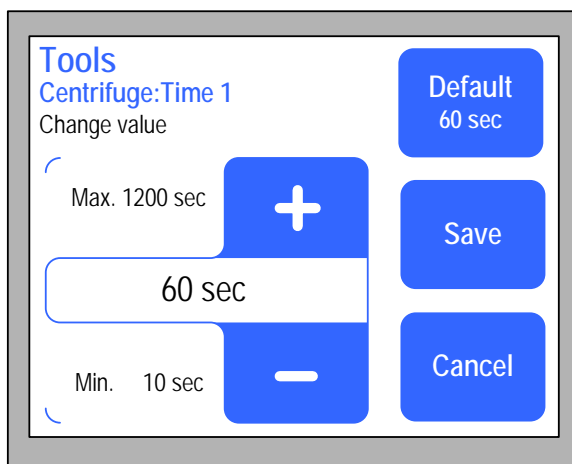 Tools
Centrifuge:Time 1
Change value
Default
60 sec
Max. 1200 sec
+
Save
60 sec
Min. 10 sec
−
Cancel